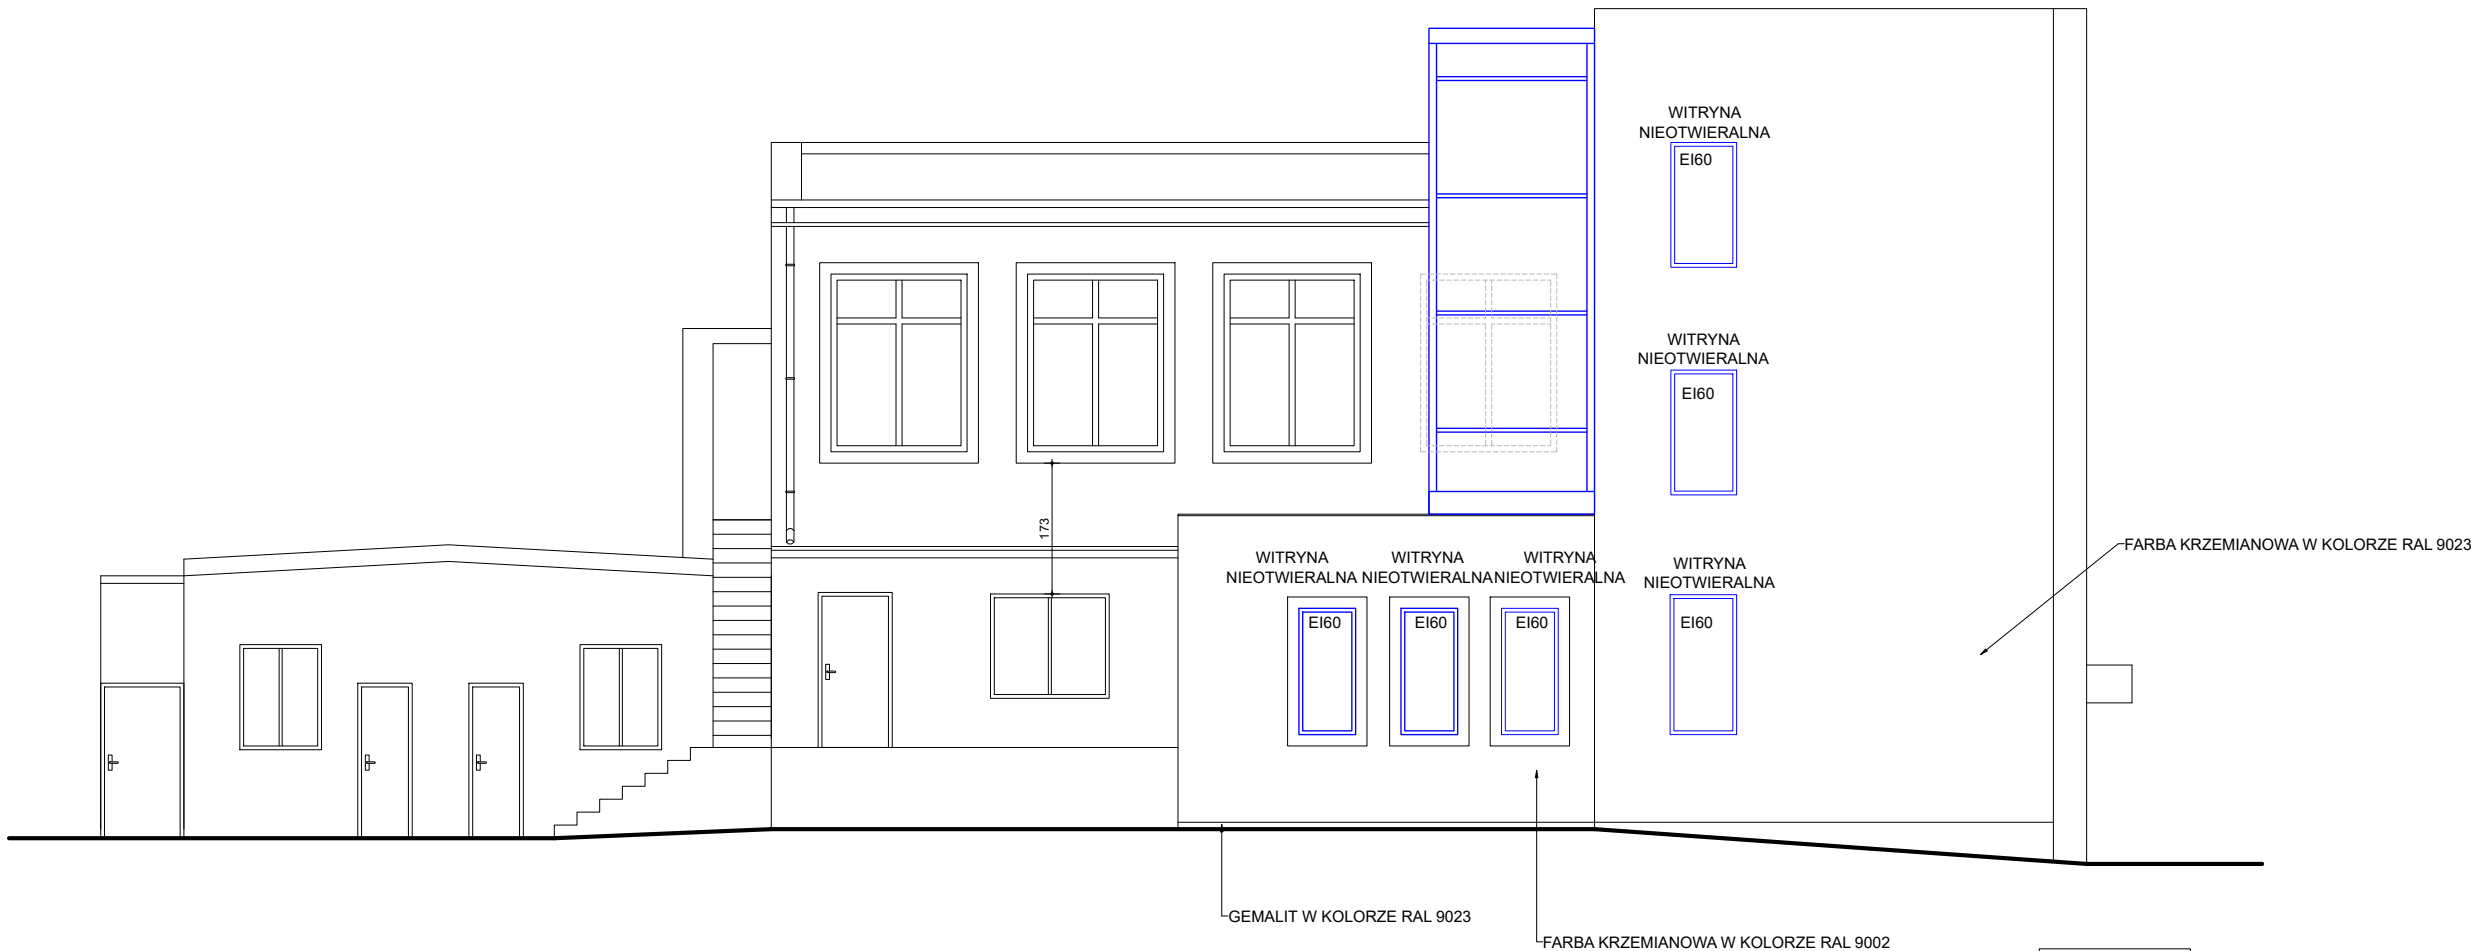 WITRYNA
NIEOTWIERALNA
EI60
WITRYNA
NIEOTWIERALNA
EI60
173
FARBA KRZEMIANOWA W KOLORZE RAL 9023
WITRYNA
NIEOTWIERALNA
EI60
WITRYNA
NIEOTWIERALNA
EI60
WITRYNA
NIEOTWIERALNA
EI60
WITRYNA
NIEOTWIERALNA
EI60
GEMALIT W KOLORZE RAL 9023
FARBA KRZEMIANOWA W KOLORZE RAL 9002